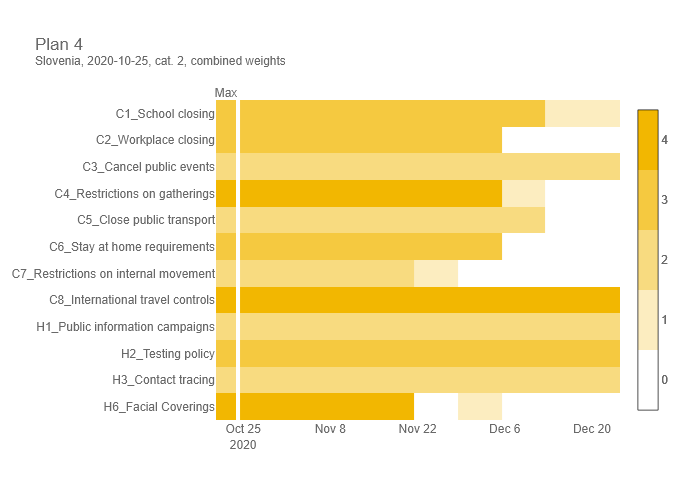 Plan 4
Slovenia, 2020-10-25, cat. 2, combined weights
Max
C1_School closing
C2_Workplace closing
C3_Cancel public events
C4_Restrictions on gatherings
C5_Close public transport
C6_Stay at home requirements
C7_Restrictions on internal movement
C8_International travel controls
H1_Public information campaigns
H2_Testing policy
H3_Contact tracing
H6_Facial Coverings
Oct 25 Nov 8 Nov 22 Dec 6 Dec 20
2020
4
3
2
1
0